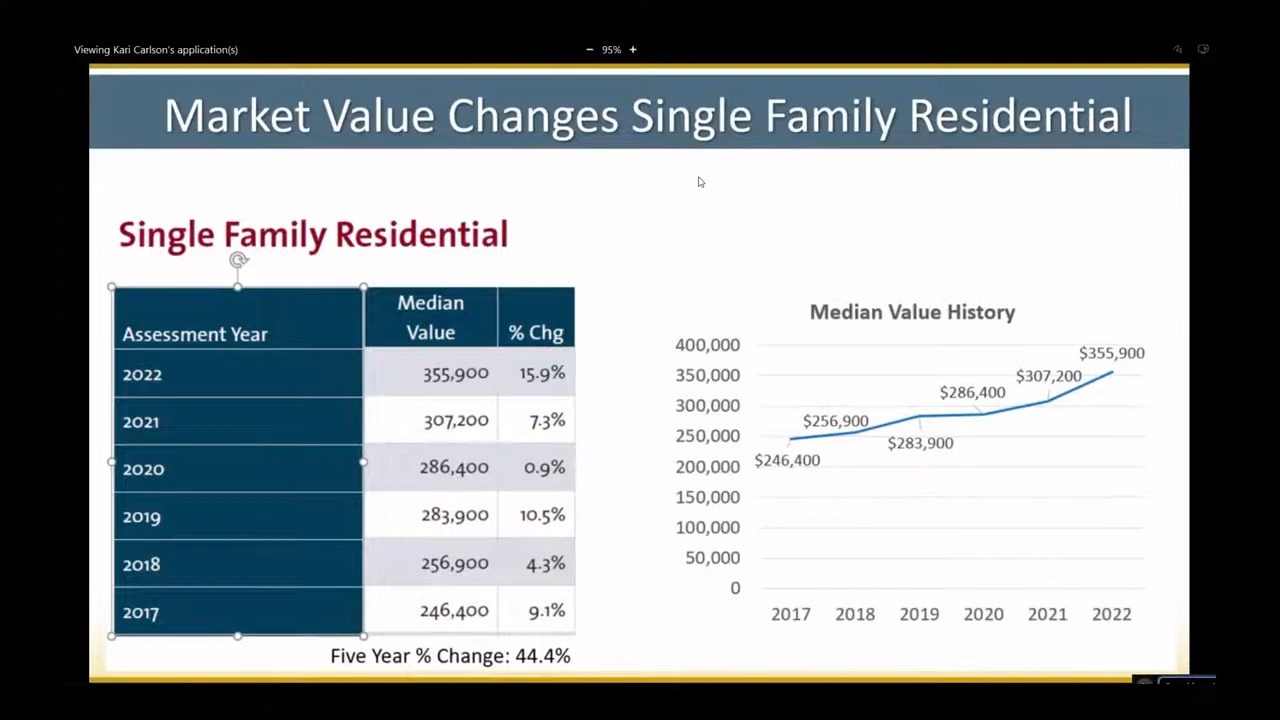 Viewing Kari Carlson's application(s)
− 95% +
Market Value Changes Single Family Residential
Single Family Residential
Assessment Year Median Value % Chg
2022 355,900 15.9%
2021 307,200 7.3%
2020 286,400 0.9%
2019 283,900 10.5%
2018 256,900 4.3%
2017 246,400 9.1%
Five Year % Change: 44.4%
Median Value History
400,000
350,000
300,000
250,000
200,000
150,000
100,000
50,000
0
$246,400
$256,900
$283,900
$286,400
$307,200
$355,900
2017 2018 2019 2020 2021 2022